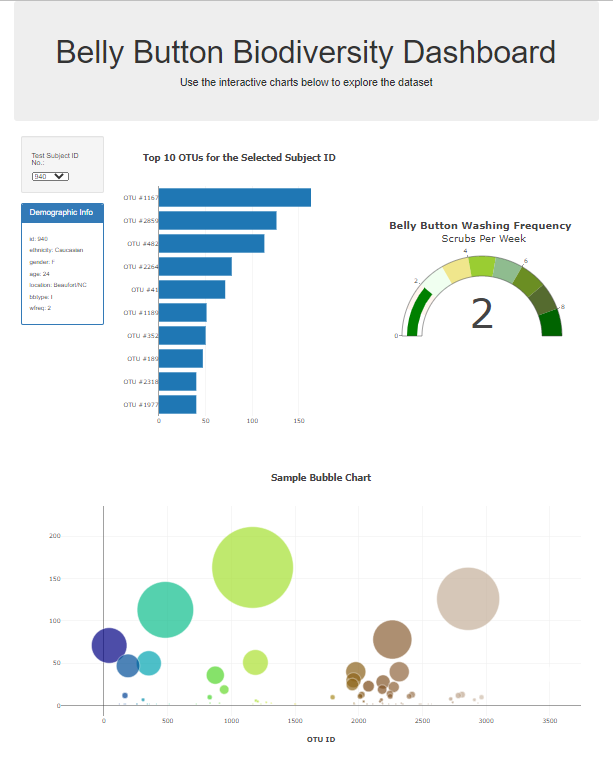 Belly Button Biodiversity Dashboard
Use the interactive charts below to explore the dataset
Test Subject ID
No.:
940
Demographic Info
id: 940
ethnicity: Caucasian
gender: F
age: 24
location: Beaufort/NC
bbtype: I
wfreq: 2
Top 10 OTUs for the Selected Subject ID
OTU #1167
OTU #2859
OTU #482
OTU #2264
OTU #41
OTU #1189
OTU #352
OTU #189
OTU #2318
OTU #1977
0 50 100 150
Belly Button Washing Frequency
Scrubs Per Week
0
2
4
6
8
2
Sample Bubble Chart
200
150
100
50
0
0 500 1000 1500 2000 2500 3000 3500
OTU ID